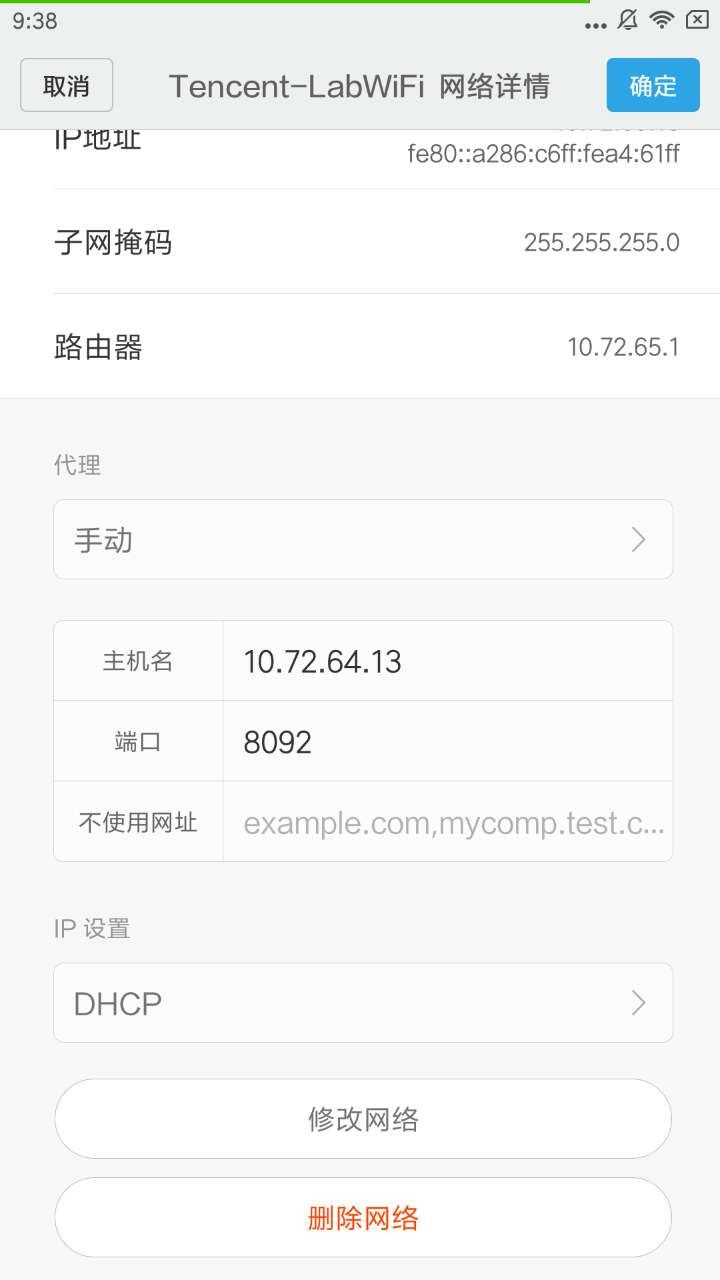 9:38
取消
Tencent-LabWiFi 网络详情
确定
IP地址
fe80::a286:c6ff:fea4:61ff
子网掩码
255.255.255.0
路由器
10.72.65.1
代理
手动
主机名
10.72.64.13
端口
8092
不使用网址
example.com,mycomp.test.c...
IP 设置
DHCP
修改网络
删除网络